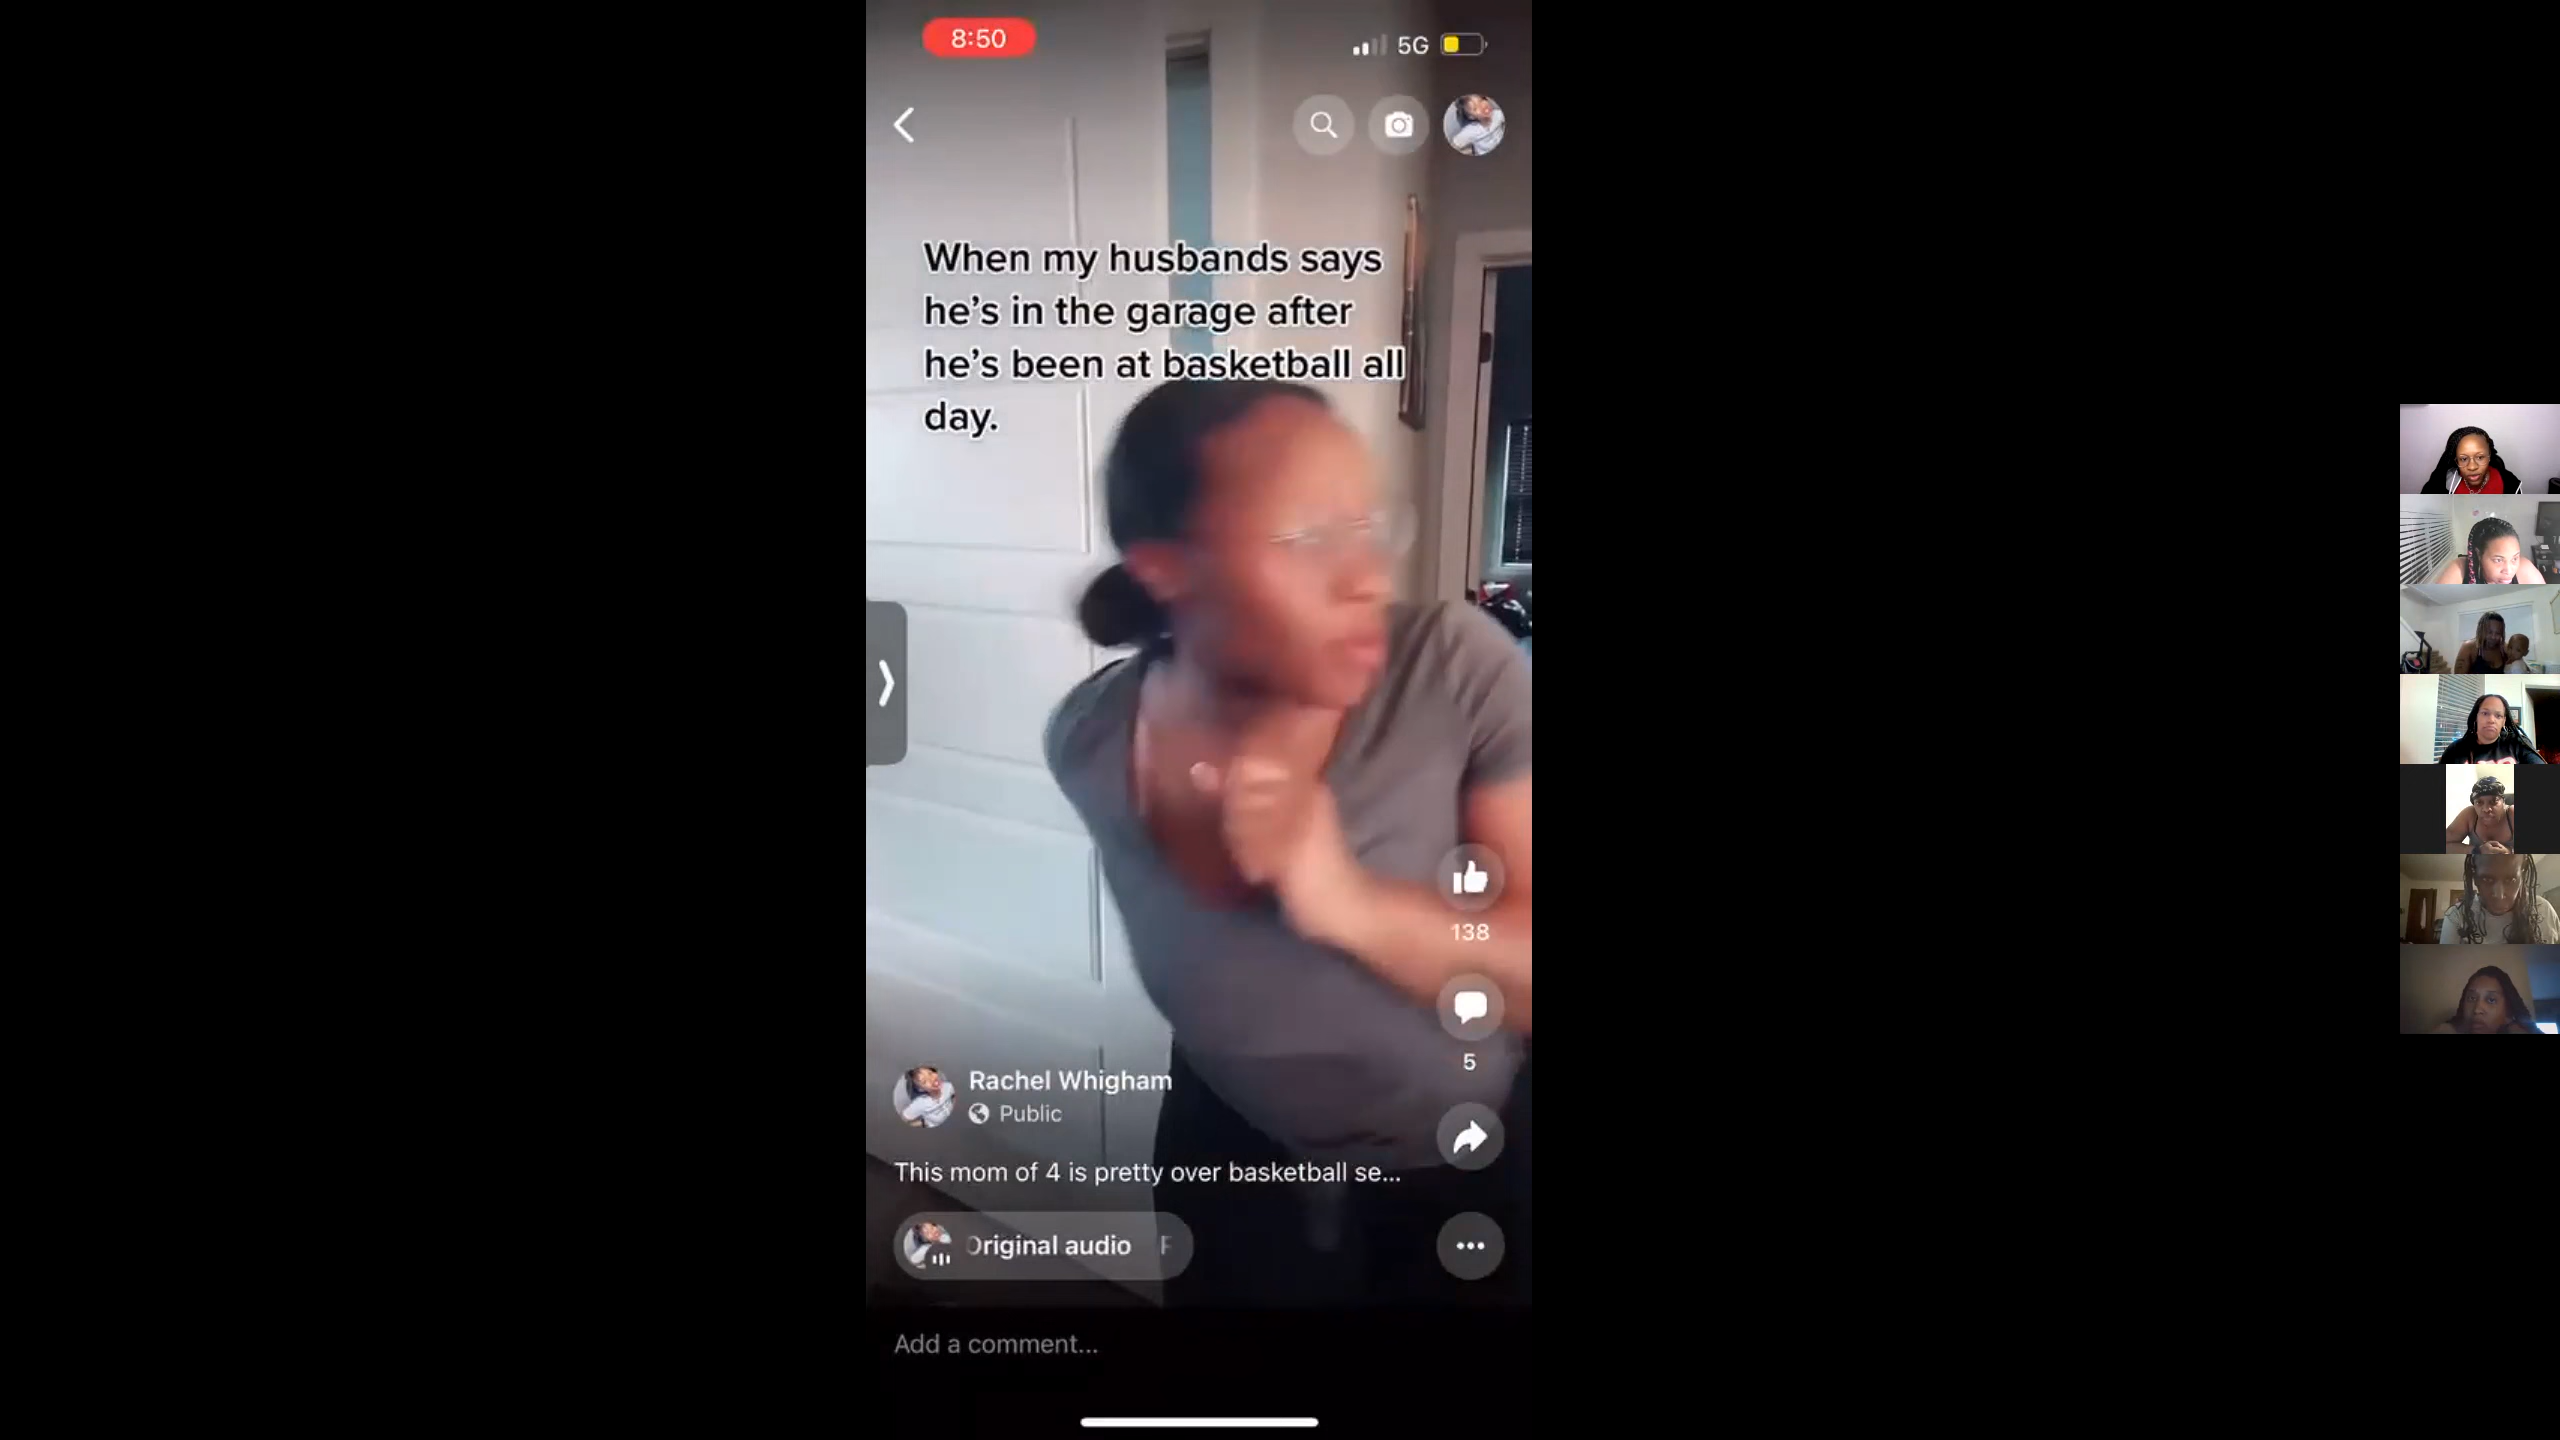 8:50
5G
When my husbands says
he's in the garage after
he's been at basketball all
day.
138
5
Rachel Whigham
Public
This mom of 4 is pretty over basketball se...
Original audio F
Add a comment...